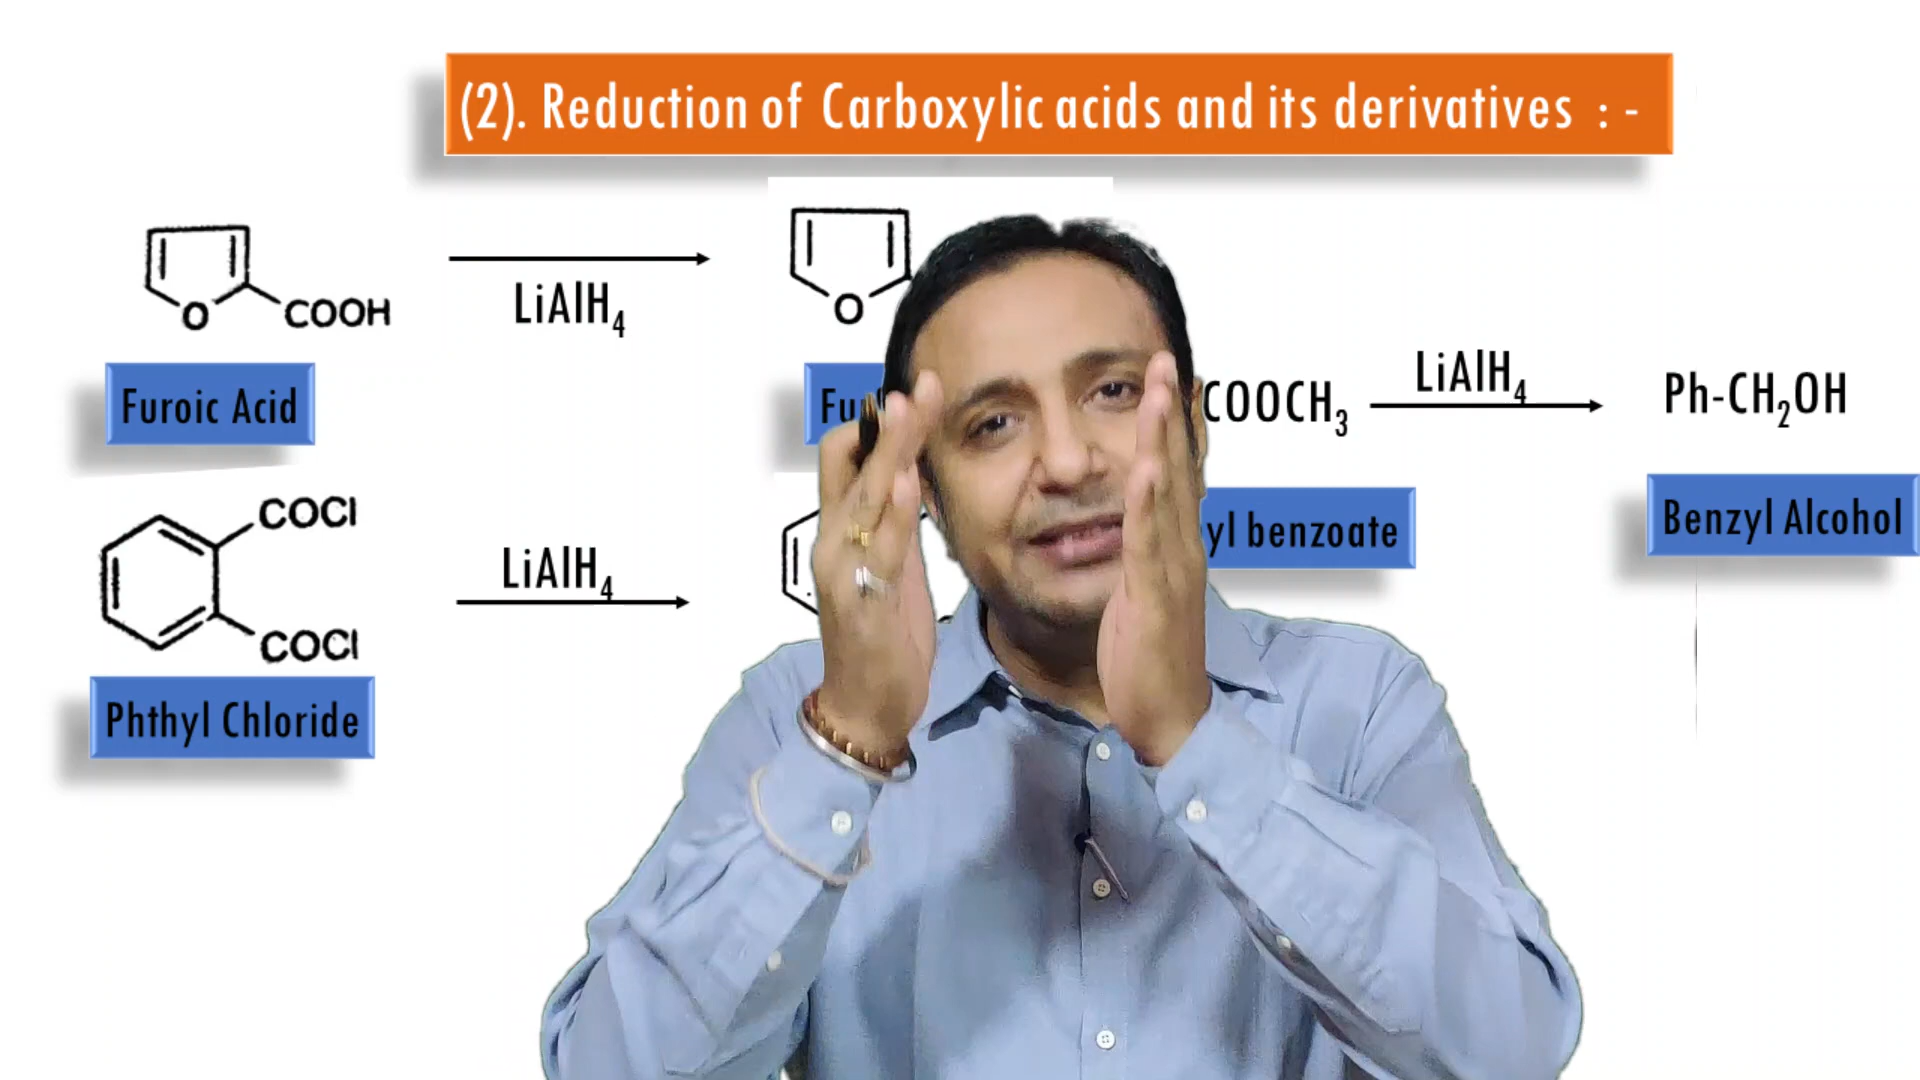 (2). Reduction of Carboxylic acids and its derivatives : -
O
COOH
LiAlH₄
O
Furoic Acid
COOCH₃
LiAlH₄
Ph-CH₂OH
yl benzoate
Benzyl Alcohol
COCl
COCl
LiAlH₄
Phthyl Chloride